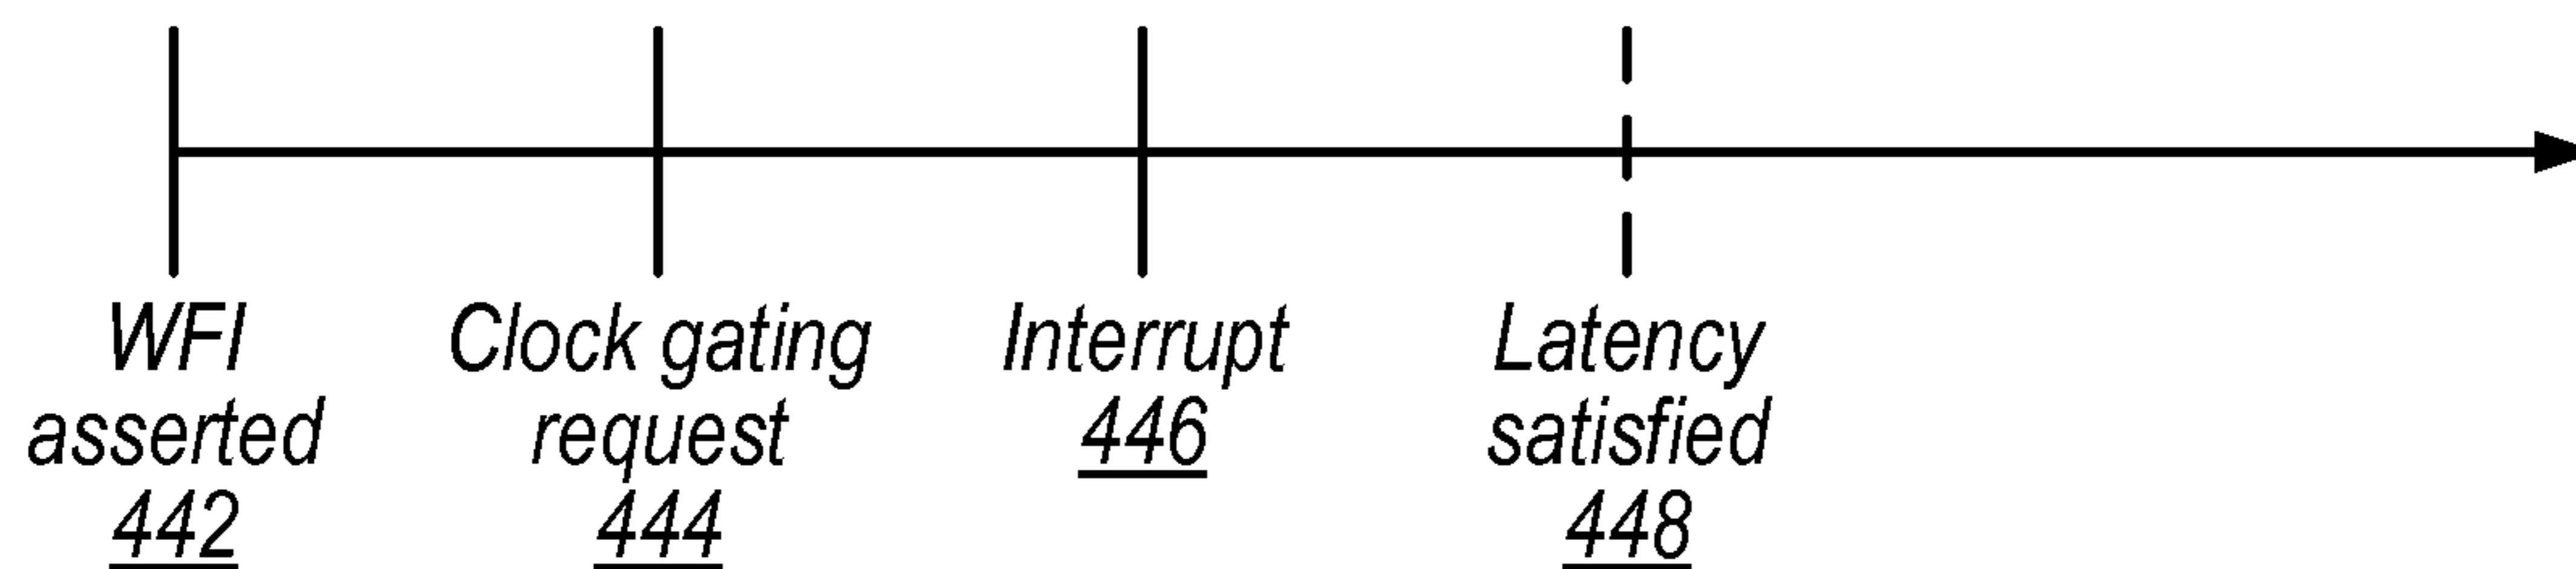 WFI
asserted
442
Clock gating
request
444
Interrupt
446
Latency
satisfied
448